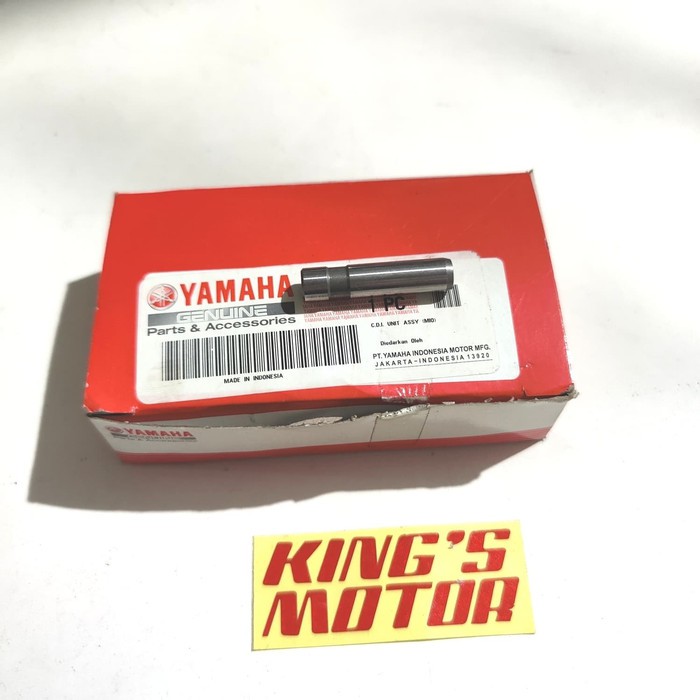 YAMAHA
GENUINE
Parts & Accessories
1 PC
C.D.I. UNIT ASSY (MIO)
Diedarkan Oleh
PT. YAMAHA INDONESIA MOTOR MFG.
JAKARTA-INDONESIA 13920
MADE IN INDONESIA
YAMAHA
KING'S
MOTOR